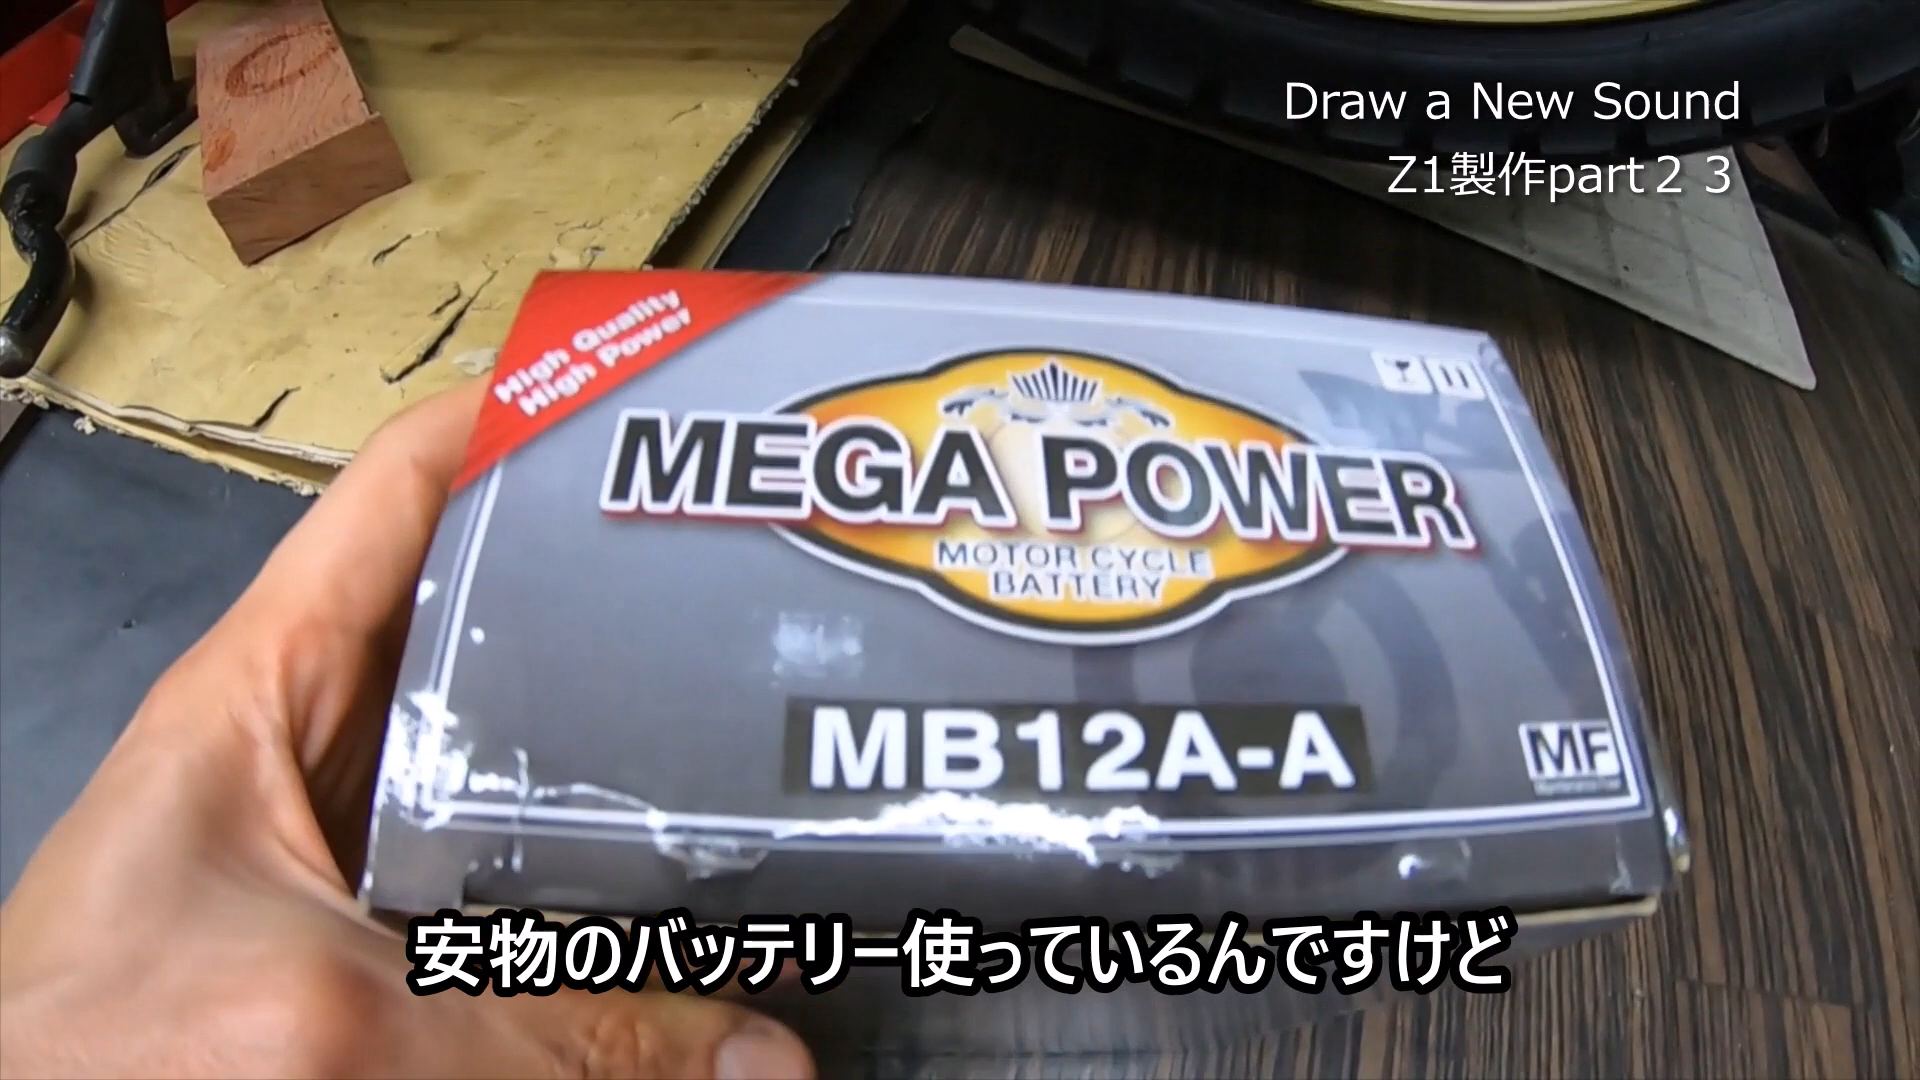 Draw a New Sound
Z1製作part２３
High Quality
High Power
MEGA POWER
MOTOR CYCLE
BATTERY
MB12A-A
MF
安物のバッテリー使っているんですけど